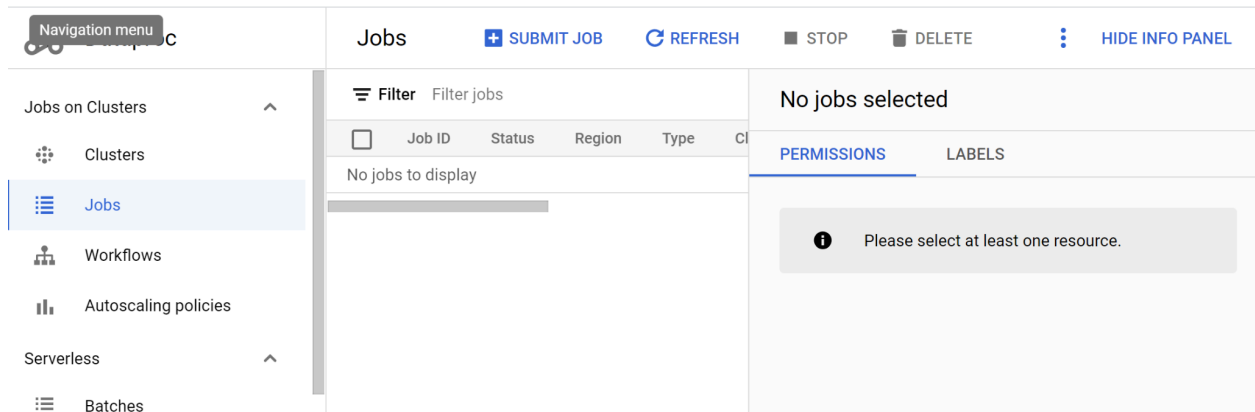 Navigation menu
Jobs
SUBMIT JOB
REFRESH
STOP
DELETE
HIDE INFO PANEL
Jobs on Clusters
Clusters
Jobs
Workflows
Autoscaling policies
Serverless
Batches
Filter Filter jobs
Job ID Status Region Type Cl
No jobs to display
No jobs selected
PERMISSIONS LABELS
Please select at least one resource.